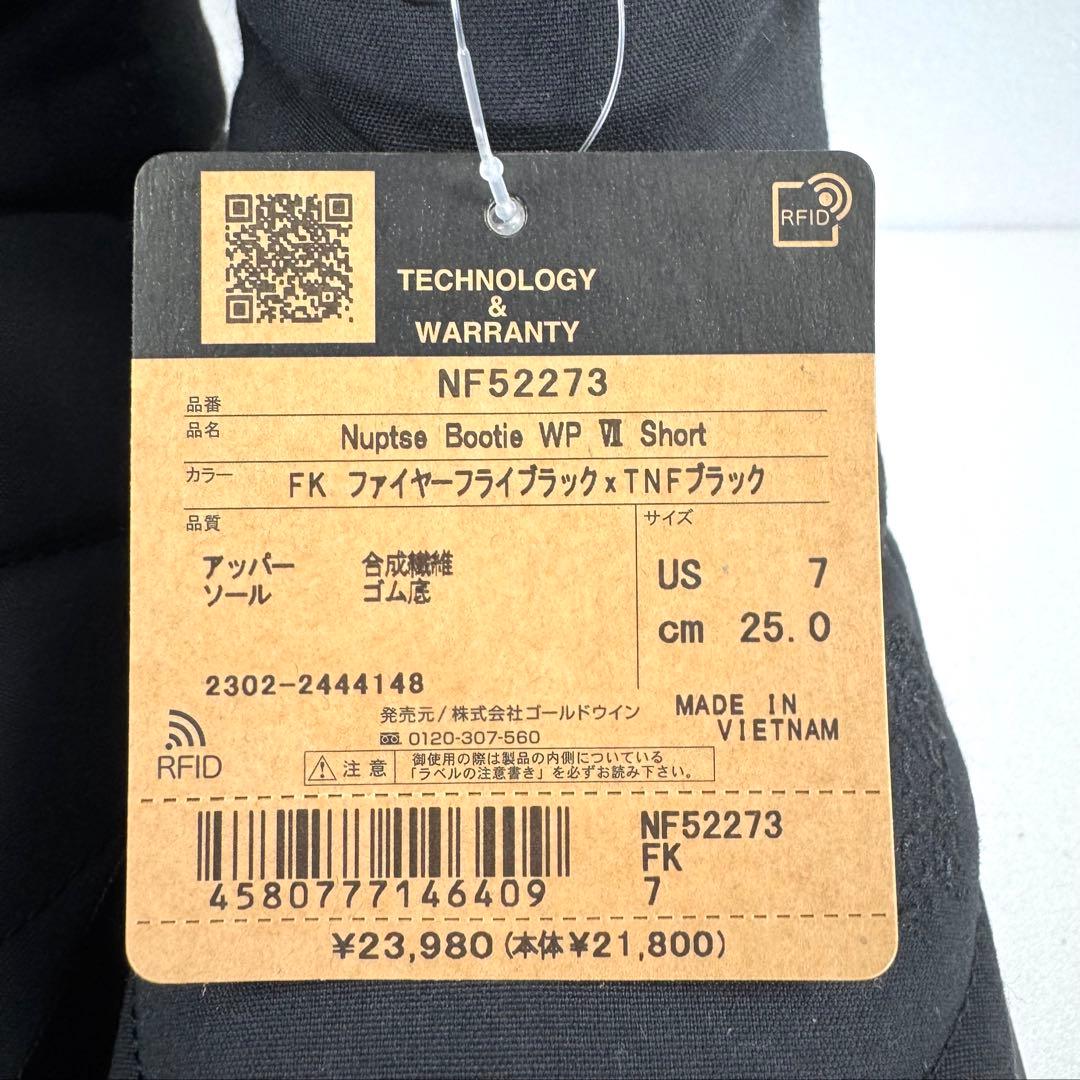 RFID
TECHNOLOGY
&
WARRANTY
品番 NF52273
品名 Nuptse Bootie WP Ⅶ Short
カラー FK ファイヤーフライブラックxTNFブラック
品質
アッパー 合成繊維
ソール ゴム底
サイズ
US 7
cm 25.0
2302-2444148
発売元/株式会社ゴールドウイン
0120-307-560
MADE IN
VIETNAM
RFID
注意
御使用の際は製品の内側についている
「ラベルの注意書き」を必ずお読み下さい。
4580777146409
NF52273
FK
7
¥23,980(本体¥21,800)